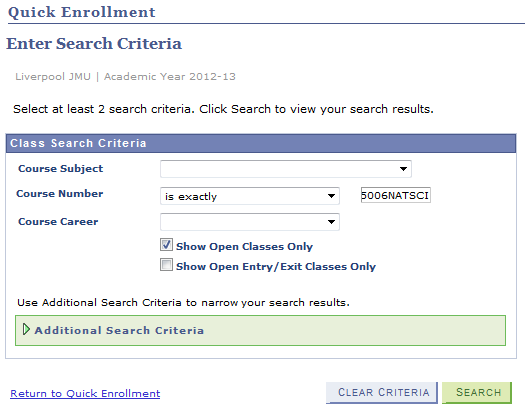 Quick Enrollment
Enter Search Criteria
Liverpool JMU | Academic Year 2012-13
Select at least 2 search criteria. Click Search to view your search results.
Class Search Criteria
Course Subject
Course Number is exactly 5006NATSCI
Course Career
Show Open Classes Only
Show Open Entry/Exit Classes Only
Use Additional Search Criteria to narrow your search results.
Additional Search Criteria
Return to Quick Enrollment CLEAR CRITERIA SEARCH